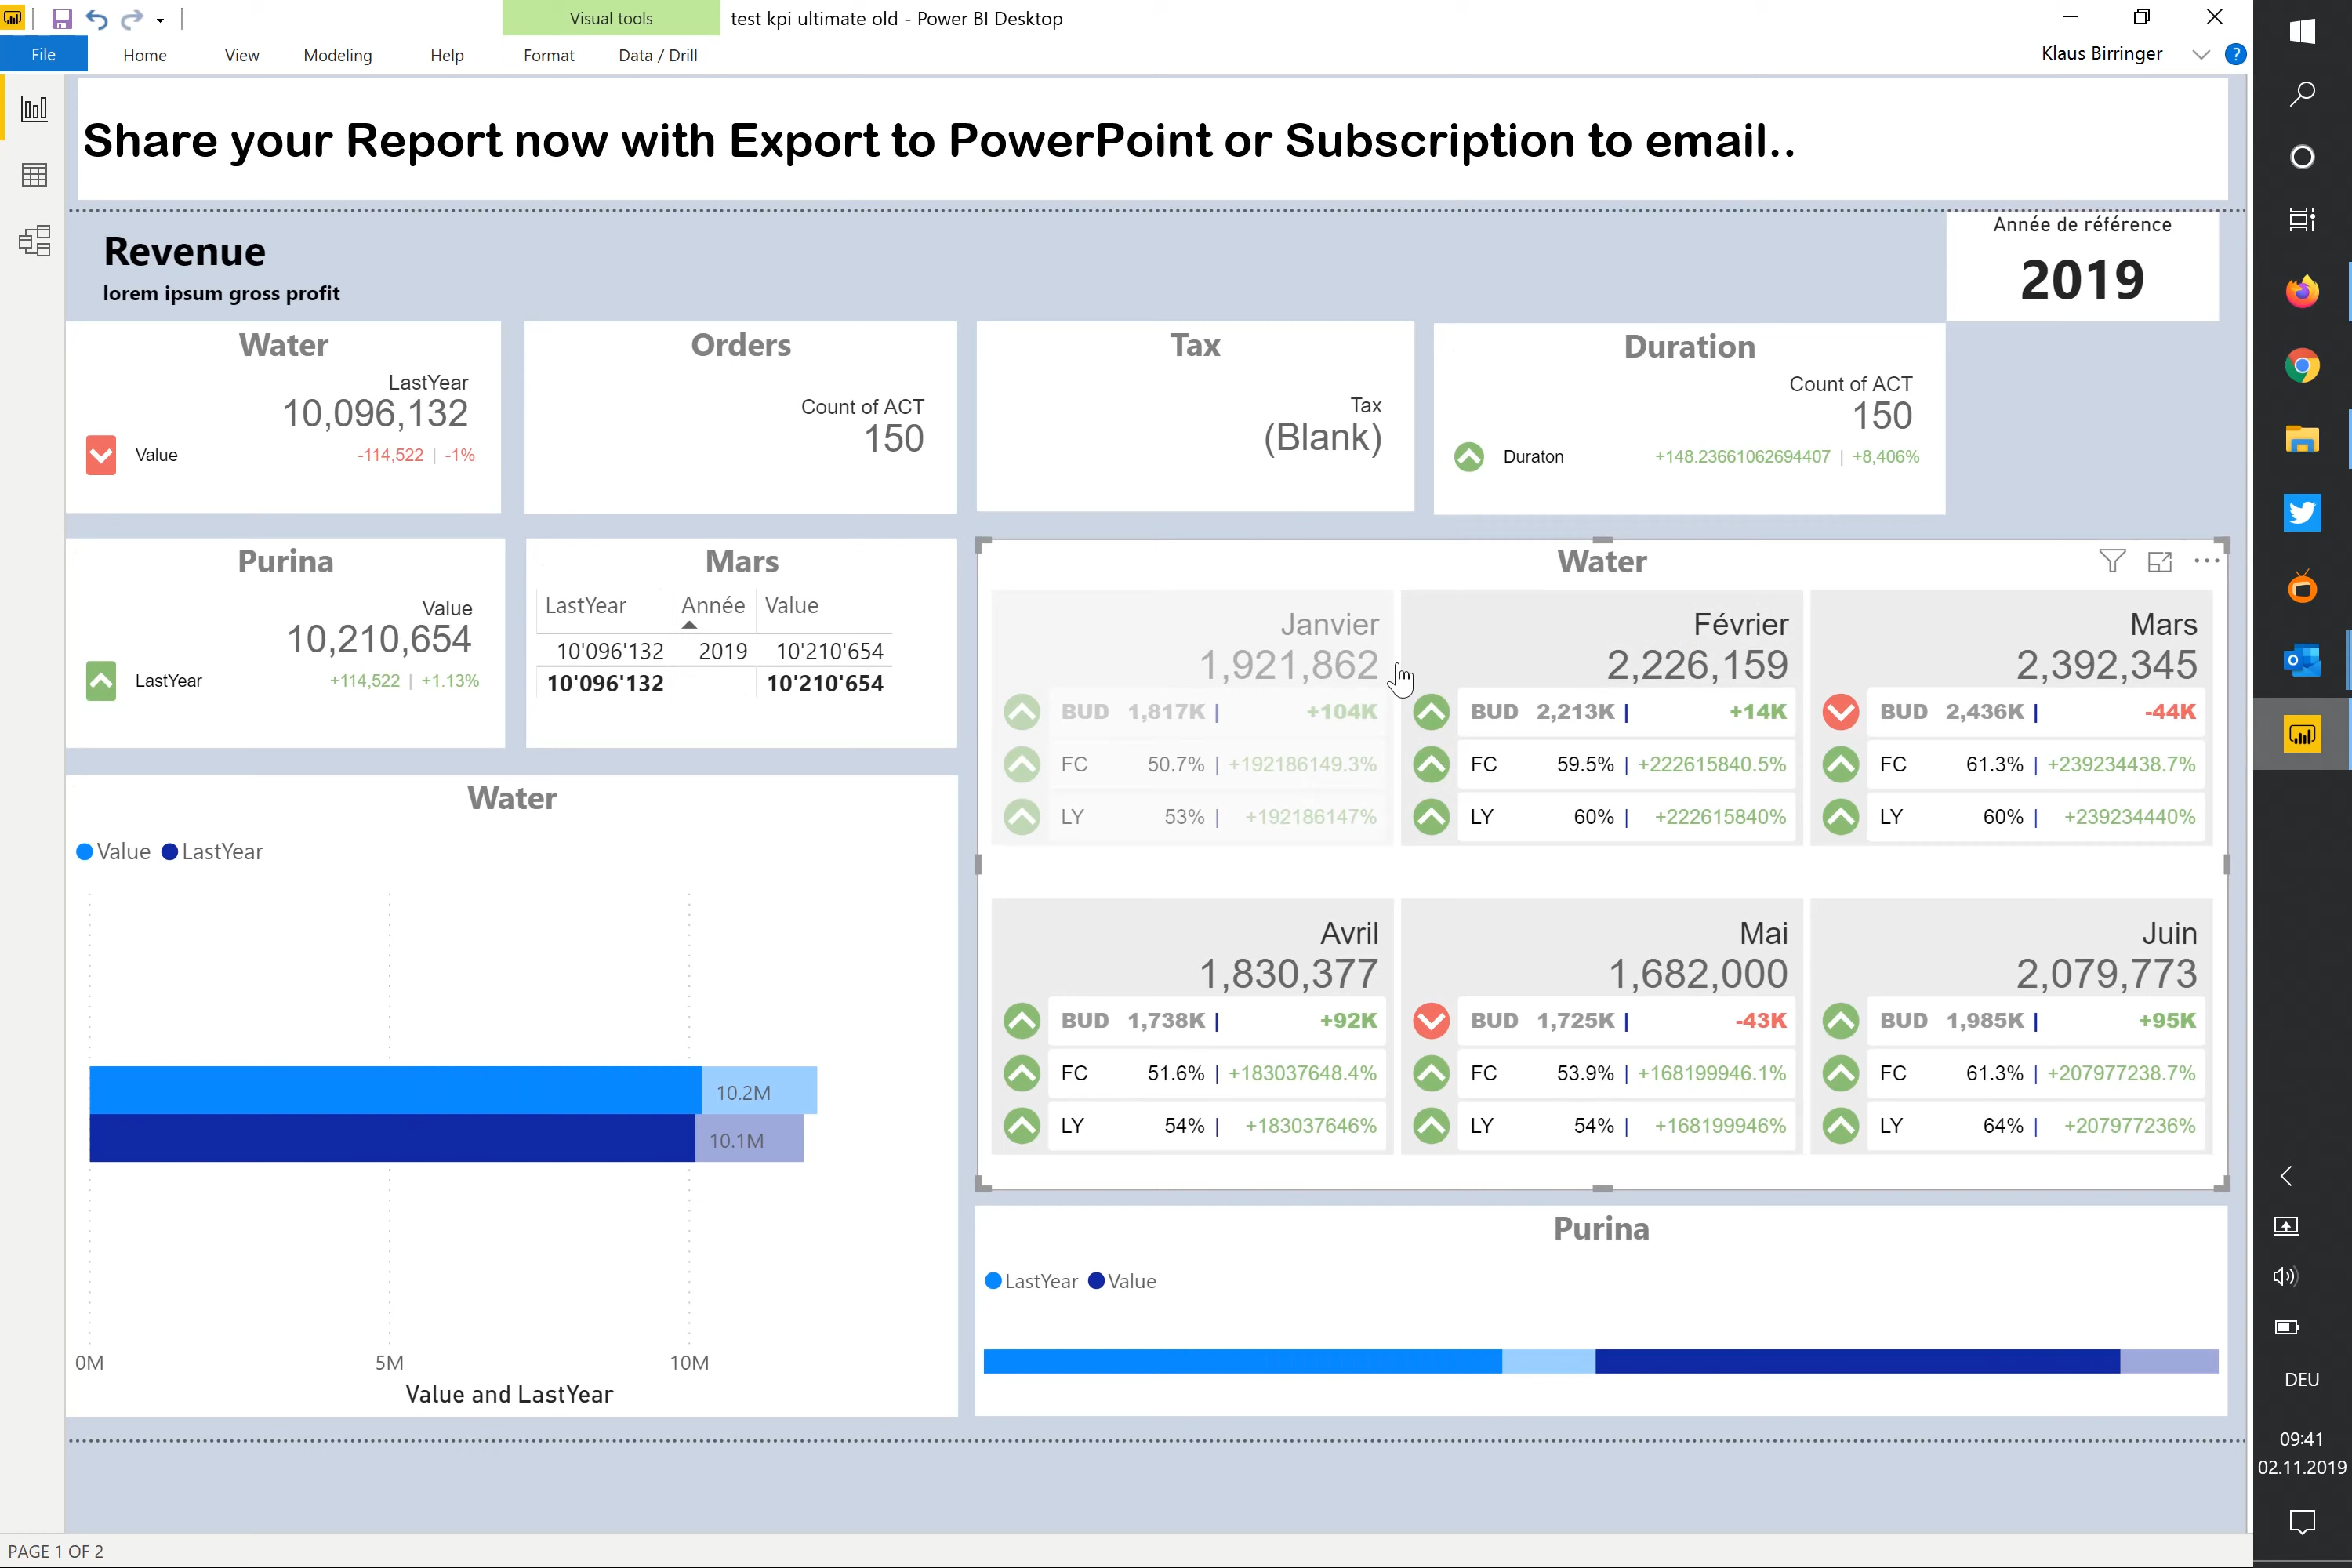 Visual tools
test kpi ultimate old - Power BI Desktop
File
Home
View
Modeling
Help
Format
Data / Drill
Klaus Birringer
?
Share your Report now with Export to PowerPoint or Subscription to email..
Revenue
lorem ipsum gross profit
Année de référence
2019
Water
LastYear
10,096,132
Value
-114,522 | -1%
Orders
Count of ACT
150
Tax
Tax
(Blank)
Duration
Count of ACT
150
Duraton
+148.23661062694407 | +8,406%
Purina
Value
10,210,654
LastYear
+114,522 | +1.13%
Mars
LastYear Année Value
10'096'132 2019 10'210'654
10'096'132 10'210'654
Water
Janvier
1,921,862
BUD 1,817K | +104K
FC 50.7% | +192186149.3%
LY 53% | +192186147%
Février
2,226,159
BUD 2,213K | +14K
FC 59.5% | +222615840.5%
LY 60% | +222615840%
Mars
2,392,345
BUD 2,436K | -44K
FC 61.3% | +239234438.7%
LY 60% | +239234440%
Avril
1,830,377
BUD 1,738K | +92K
FC 51.6% | +183037648.4%
LY 54% | +183037646%
Mai
1,682,000
BUD 1,725K | -43K
FC 53.9% | +168199946.1%
LY 54% | +168199946%
Juin
2,079,773
BUD 1,985K | +95K
FC 61.3% | +207977238.7%
LY 64% | +207977236%
Water
Value LastYear
10.2M
10.1M
0M 5M 10M
Value and LastYear
Purina
LastYear Value
PAGE 1 OF 2
DEU
09:41
02.11.2019